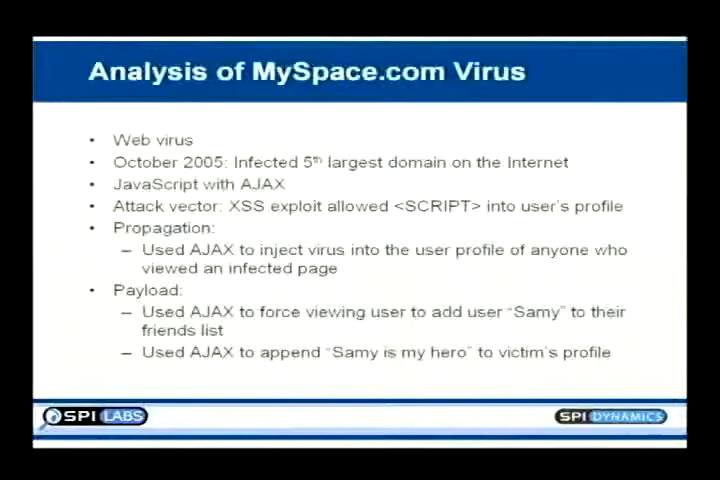 Analysis of MySpace.com Virus
• Web virus
• October 2005: Infected 5th largest domain on the Internet
• JavaScript with AJAX
• Attack vector: XSS exploit allowed <SCRIPT> into user's profile
• Propagation:
– Used AJAX to inject virus into the user profile of anyone who
viewed an infected page
• Payload:
– Used AJAX to force viewing user to add user "Samy" to their
friends list
– Used AJAX to append "Samy is my hero" to victim's profile
SPI LABS
SPI DYNAMICS